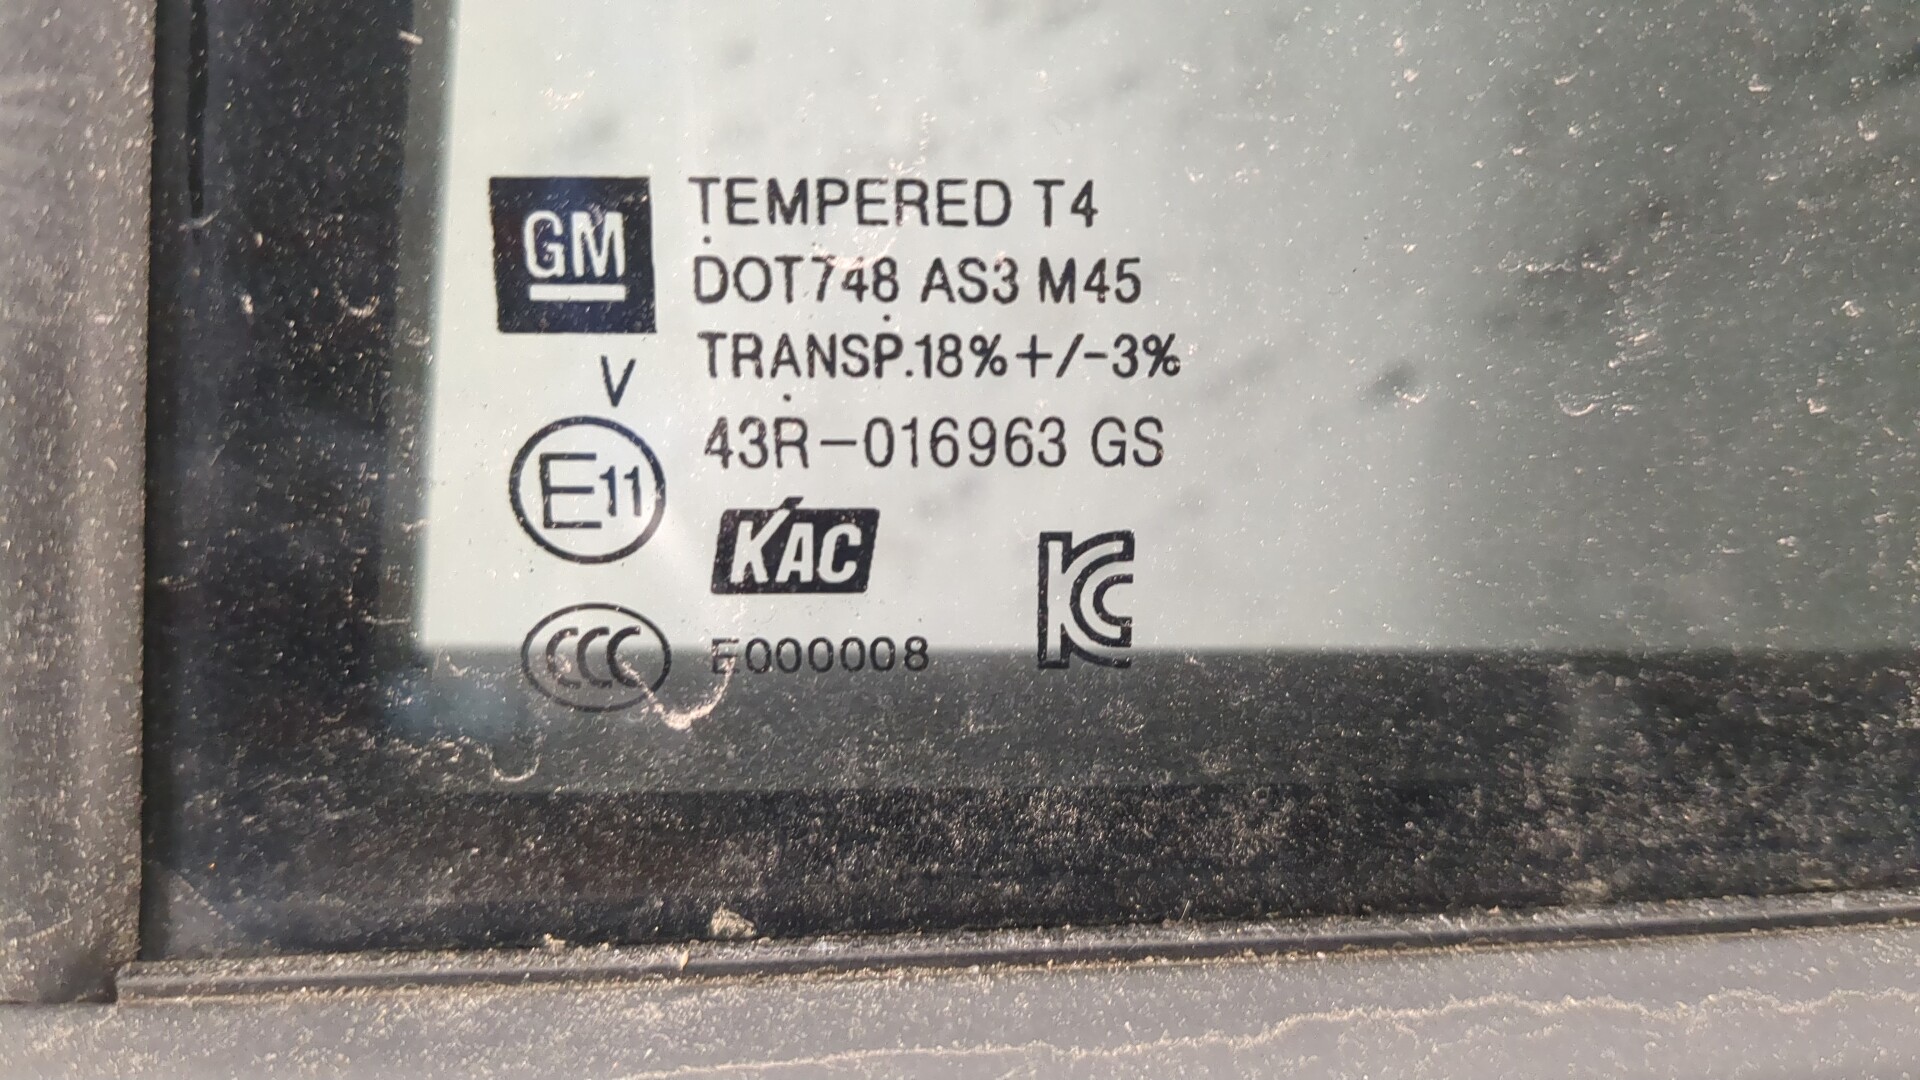 GM
TEMPERED T4
DOT748 AS3 M45
TRANSP.18%+/-3%
V
43R-016963 GS
E11
KAC
KC
CCC
E000008